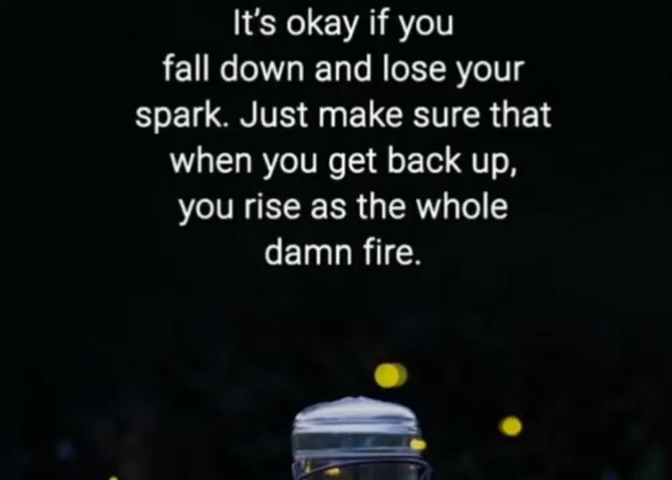 It's okay if you
fall down and lose your
spark. Just make sure that
when you get back up,
you rise as the whole
damn fire.